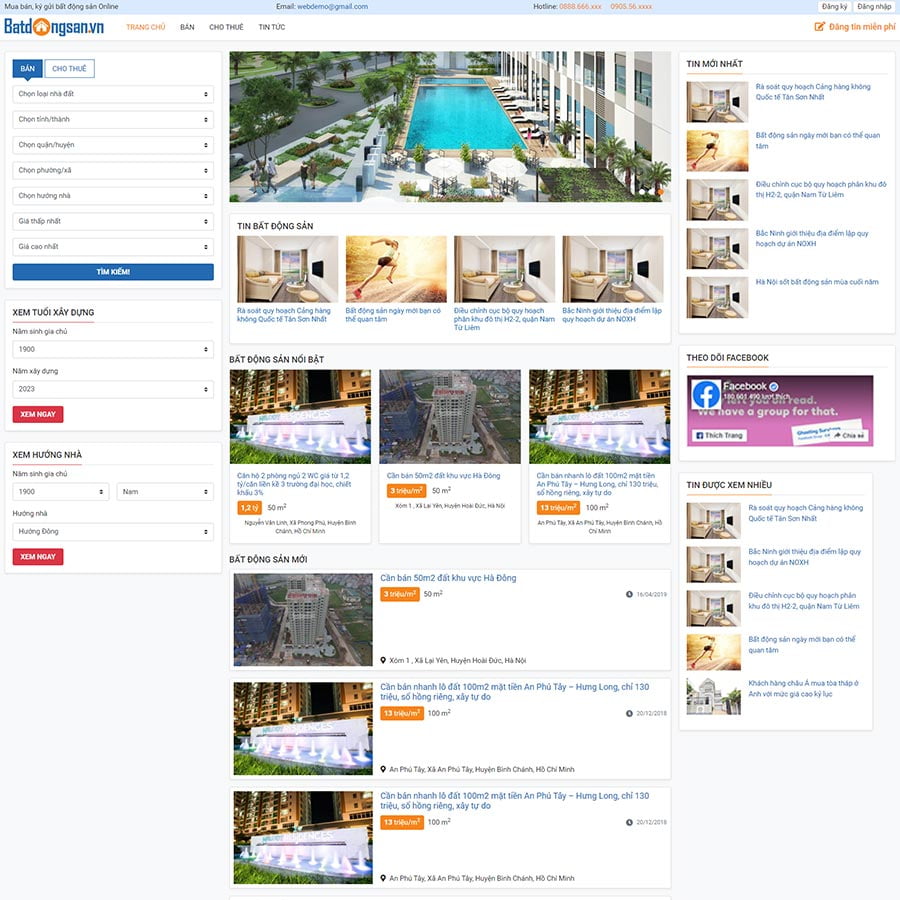 Mua bán, ký gửi bất động sản Online
Email: webdemo@gmail.com
Hotline: 0888.666.xxx 0905.56.xxxx
Đăng ký Đăng nhập
Batdongsan.vn
TRANG CHỦ BÁN CHO THUÊ TIN TỨC
Đăng tin miễn phí
BÁN CHO THUÊ
Chọn loại nhà đất
Chọn tỉnh/thành
Chọn quận/huyện
Chọn phường/xã
Chọn hướng nhà
Giá thấp nhất
Giá cao nhất
TÌM KIẾM!
XEM TUỔI XÂY DỰNG
Năm sinh gia chủ
1900
Năm xây dựng
2023
XEM NGAY
XEM HƯỚNG NHÀ
Năm sinh gia chủ
1900 Nam
Hướng nhà
Hướng Đông
XEM NGAY
TIN BẤT ĐỘNG SẢN
Rà soát quy hoạch Cảng hàng
không Quốc tế Tân Sơn Nhất
Bất động sản ngày mới bạn có
thể quan tâm
Điều chỉnh cục bộ quy hoạch
phân khu đô thị H2-2, quận Nam
Từ Liêm
Bắc Ninh giới thiệu địa điểm lập
quy hoạch dự án NOXH
BẤT ĐỘNG SẢN NỔI BẬT
Căn hộ 2 phòng ngủ 2 WC giá từ 1,2
tỷ/căn liền kề 3 trường đại học, chiết
khấu 3%
1,2 tỷ 50 m²
Nguyễn Văn Linh, Xã Phong Phú, Huyện Bình
Chánh, Hồ Chí Minh
Cần bán 50m2 đất khu vực Hà Đông
3 triệu/m² 50 m²
Xóm 1 , Xã Lại Yên, Huyện Hoài Đức, Hà Nội
Cần bán nhanh lô đất 100m2 mặt tiền
An Phú Tây – Hưng Long, chỉ 130 triệu,
sổ hồng riêng, xây tự do
13 triệu/m² 100 m²
An Phú Tây, Xã An Phú Tây, Huyện Bình Chánh, Hồ
Chí Minh
BẤT ĐỘNG SẢN MỚI
Cần bán 50m2 đất khu vực Hà Đông
3 triệu/m² 50 m²
16/04/2019
Xóm 1 , Xã Lại Yên, Huyện Hoài Đức, Hà Nội
Cần bán nhanh lô đất 100m2 mặt tiền An Phú Tây – Hưng Long, chỉ 130
triệu, sổ hồng riêng, xây tự do
13 triệu/m² 100 m²
20/12/2018
An Phú Tây, Xã An Phú Tây, Huyện Bình Chánh, Hồ Chí Minh
Cần bán nhanh lô đất 100m2 mặt tiền An Phú Tây – Hưng Long, chỉ 130
triệu, sổ hồng riêng, xây tự do
13 triệu/m² 100 m²
20/12/2018
An Phú Tây, Xã An Phú Tây, Huyện Bình Chánh, Hồ Chí Minh
TIN MỚI NHẤT
Rà soát quy hoạch Cảng hàng không
Quốc tế Tân Sơn Nhất
Bất động sản ngày mới bạn có thể quan
tâm
Điều chỉnh cục bộ quy hoạch phân khu đô
thị H2-2, quận Nam Từ Liêm
Bắc Ninh giới thiệu địa điểm lập quy
hoạch dự án NOXH
Hà Nội sốt bất động sản mùa cuối năm
THEO DÕI FACEBOOK
Facebook
left you on read.
We have a group for that.
Thích Trang
Chia sẻ
TIN ĐƯỢC XEM NHIỀU
Rà soát quy hoạch Cảng hàng không
Quốc tế Tân Sơn Nhất
Bắc Ninh giới thiệu địa điểm lập quy
hoạch dự án NOXH
Điều chỉnh cục bộ quy hoạch phân
khu đô thị H2-2, quận Nam Từ Liêm
Bất động sản ngày mới bạn có thể
quan tâm
Khách hàng châu Á mua tòa tháp ở
Anh với mức giá cao kỷ lục